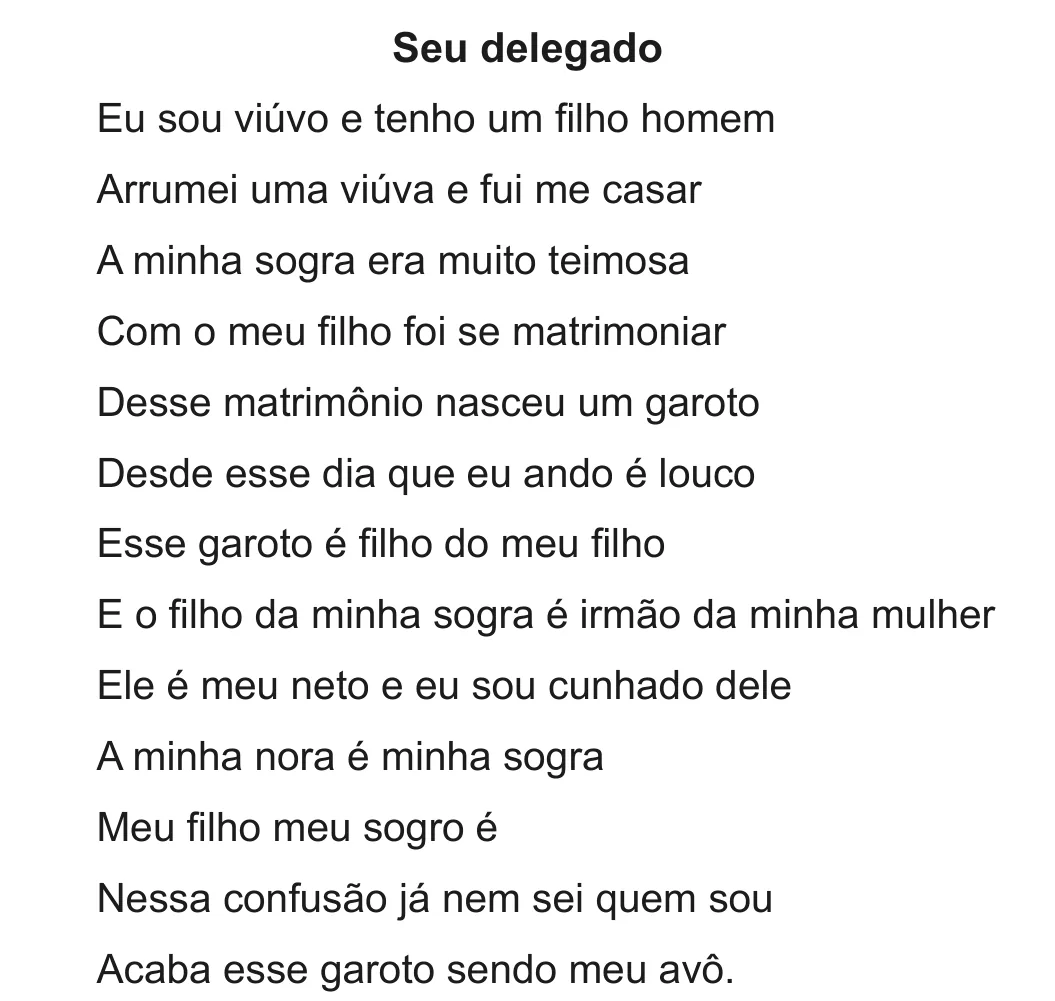 Seu delegado
Eu sou viúvo e tenho um filho homem
Arrumei uma viúva e fui me casar
A minha sogra era muito teimosa
Com o meu filho foi se matrimoniar
Desse matrimônio nasceu um garoto
Desde esse dia que eu ando é louco
Esse garoto é filho do meu filho
E o filho da minha sogra é irmão da minha mulher
Ele é meu neto e eu sou cunhado dele
A minha nora é minha sogra
Meu filho meu sogro é
Nessa confusão já nem sei quem sou
Acaba esse garoto sendo meu avô.